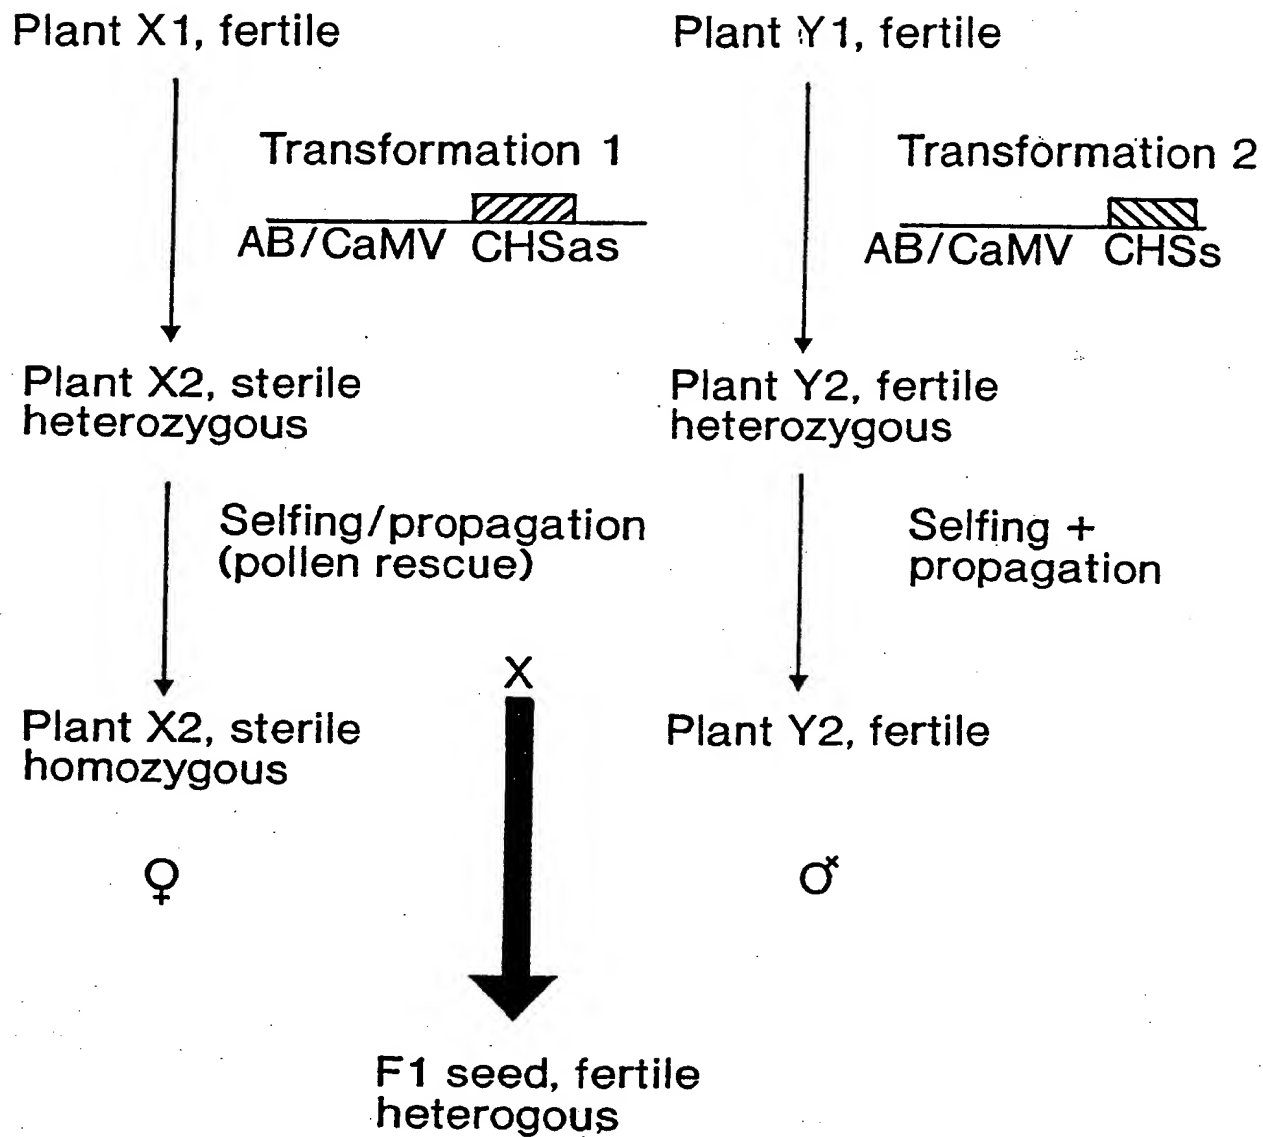 Plant X1, fertile
Plant Y1, fertile
Transformation 1
Transformation 2
AB/CaMV CHSas
AB/CaMV CHSs
Plant X2, sterile
heterozygous
Plant Y2, fertile
heterozygous
Selfing/propagation
(pollen rescue)
Selfing +
propagation
X
Plant X2, sterile
homozygous
Plant Y2, fertile
♀
♂
F1 seed, fertile
heterogous